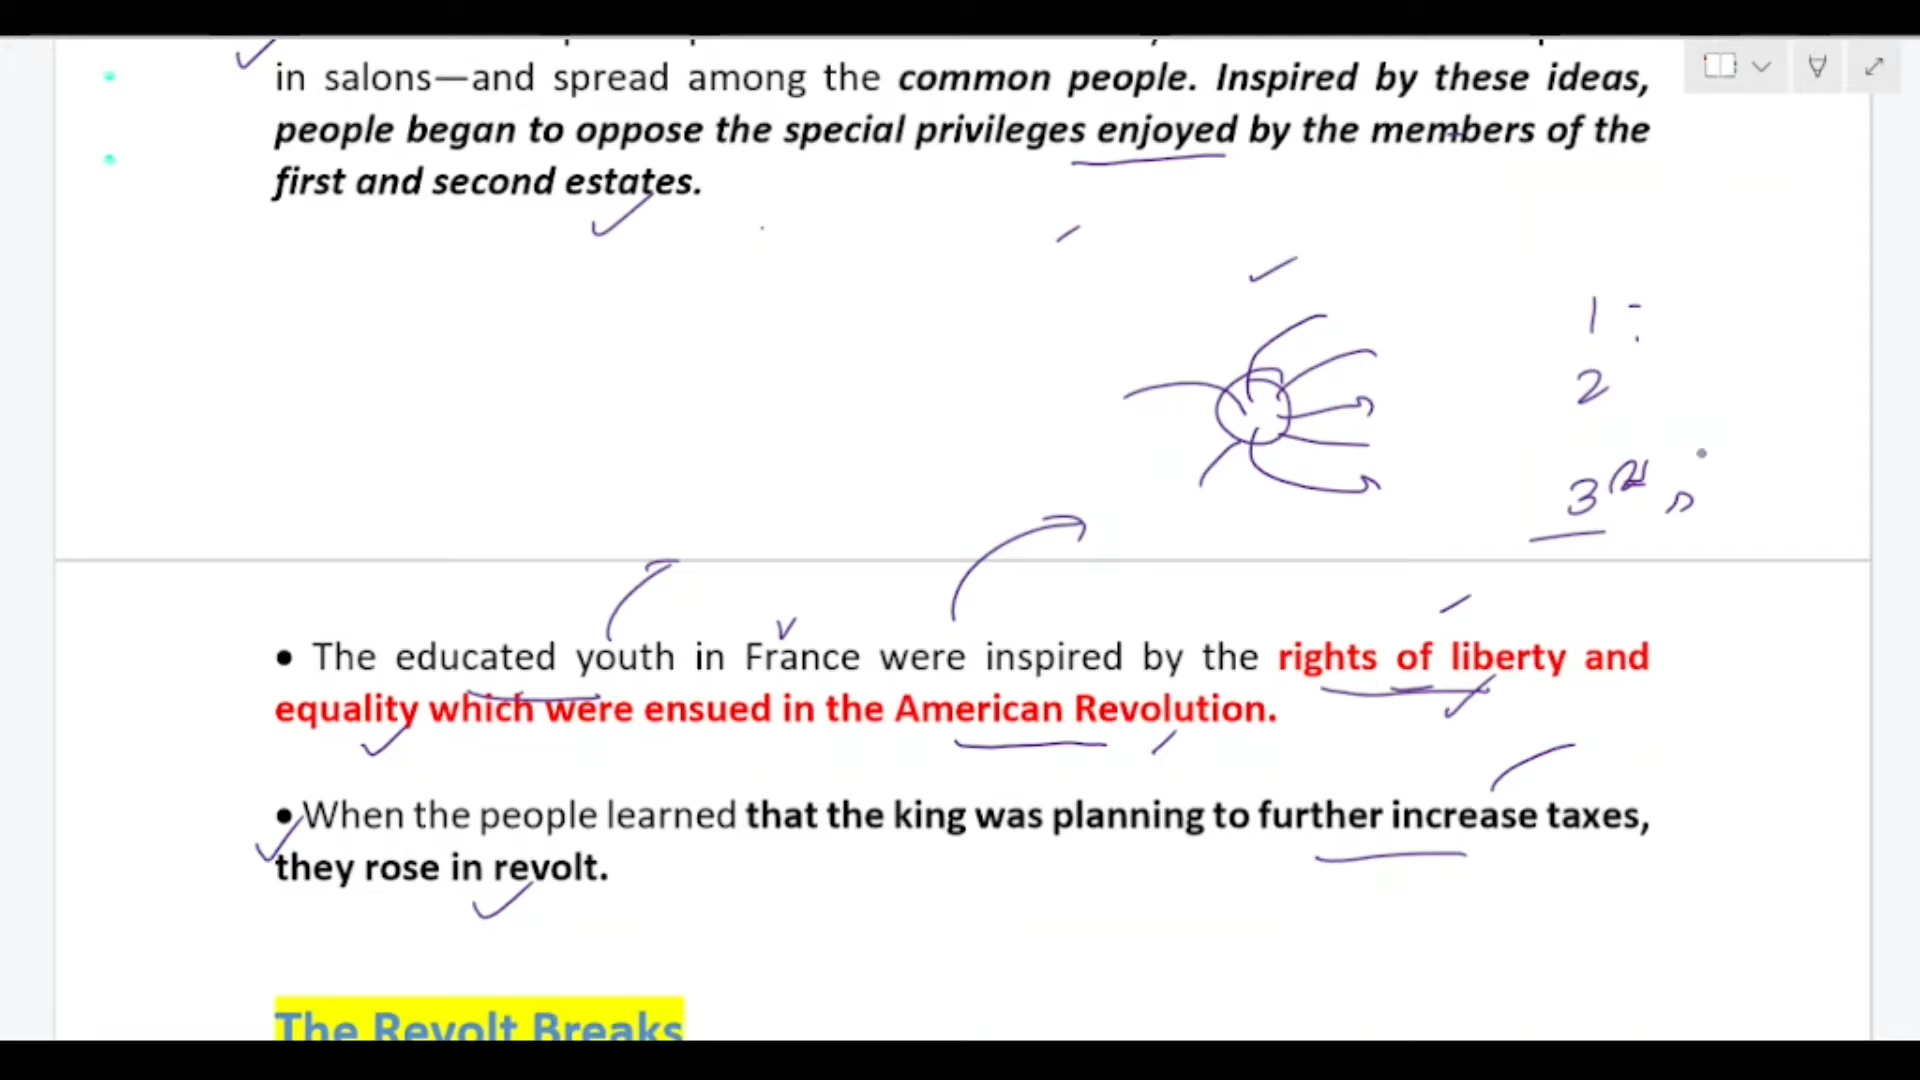 in salons—and spread among the common people. Inspired by these ideas,
people began to oppose the special privileges enjoyed by the members of the
first and second estates.
1 :
2
3rd
• The educated youth in France were inspired by the rights of liberty and
equality which were ensued in the American Revolution.
• When the people learned that the king was planning to further increase taxes,
they rose in revolt.
The Revolt Breaks